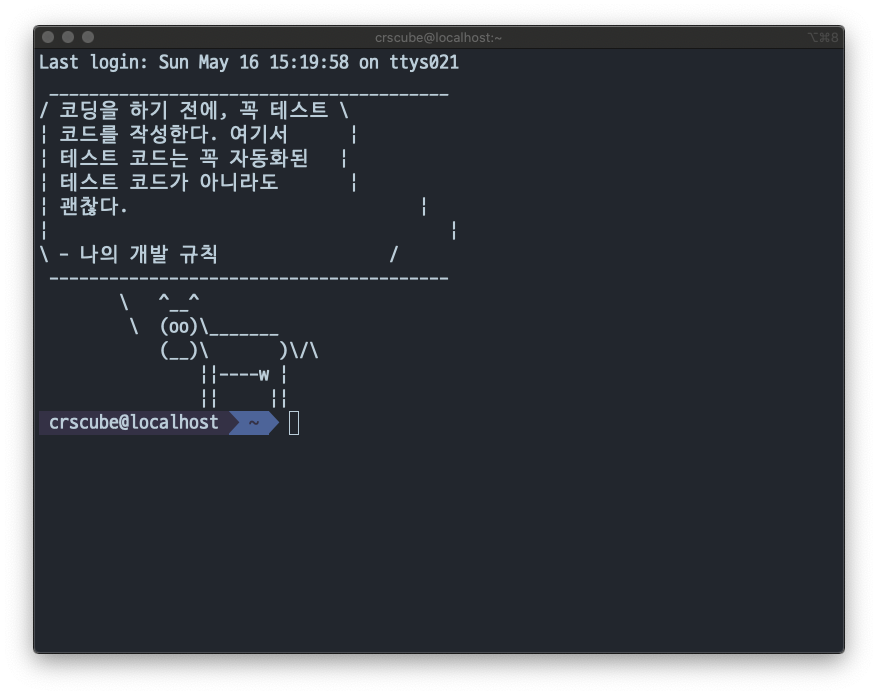 crscube@localhost:~
⌥⌘8
Last login: Sun May 16 15:19:58 on ttys021
 ________________________________________
/ 코딩을 하기 전에, 꼭 테스트 \
| 코드를 작성한다. 여기서      |
| 테스트 코드는 꼭 자동화된   |
| 테스트 코드가 아니라도       |
| 괜찮다.                             |
|                                        |
\ - 나의 개발 규칙                 /
 ----------------------------------------
        \   ^__^
         \  (oo)\_______
            (__)\       )\/\
                ||----w |
                ||     ||
crscube@localhost ~